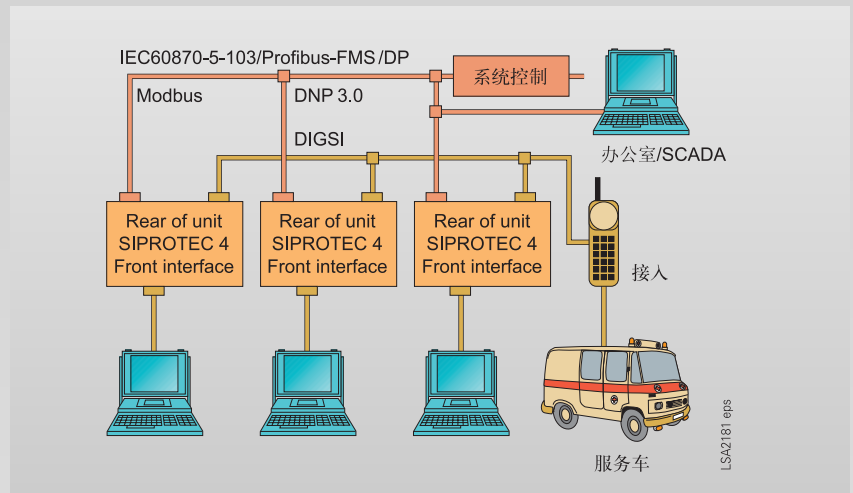 IEC60870-5-103/Profibus-FMS/DP
系统控制
Modbus
DNP 3.0
DIGSI
办公室/SCADA
Rear of unit
SIPROTEC 4
Front interface
Rear of unit
SIPROTEC 4
Front interface
Rear of unit
SIPROTEC 4
Front interface
接入
服务车
LSA2181 eps